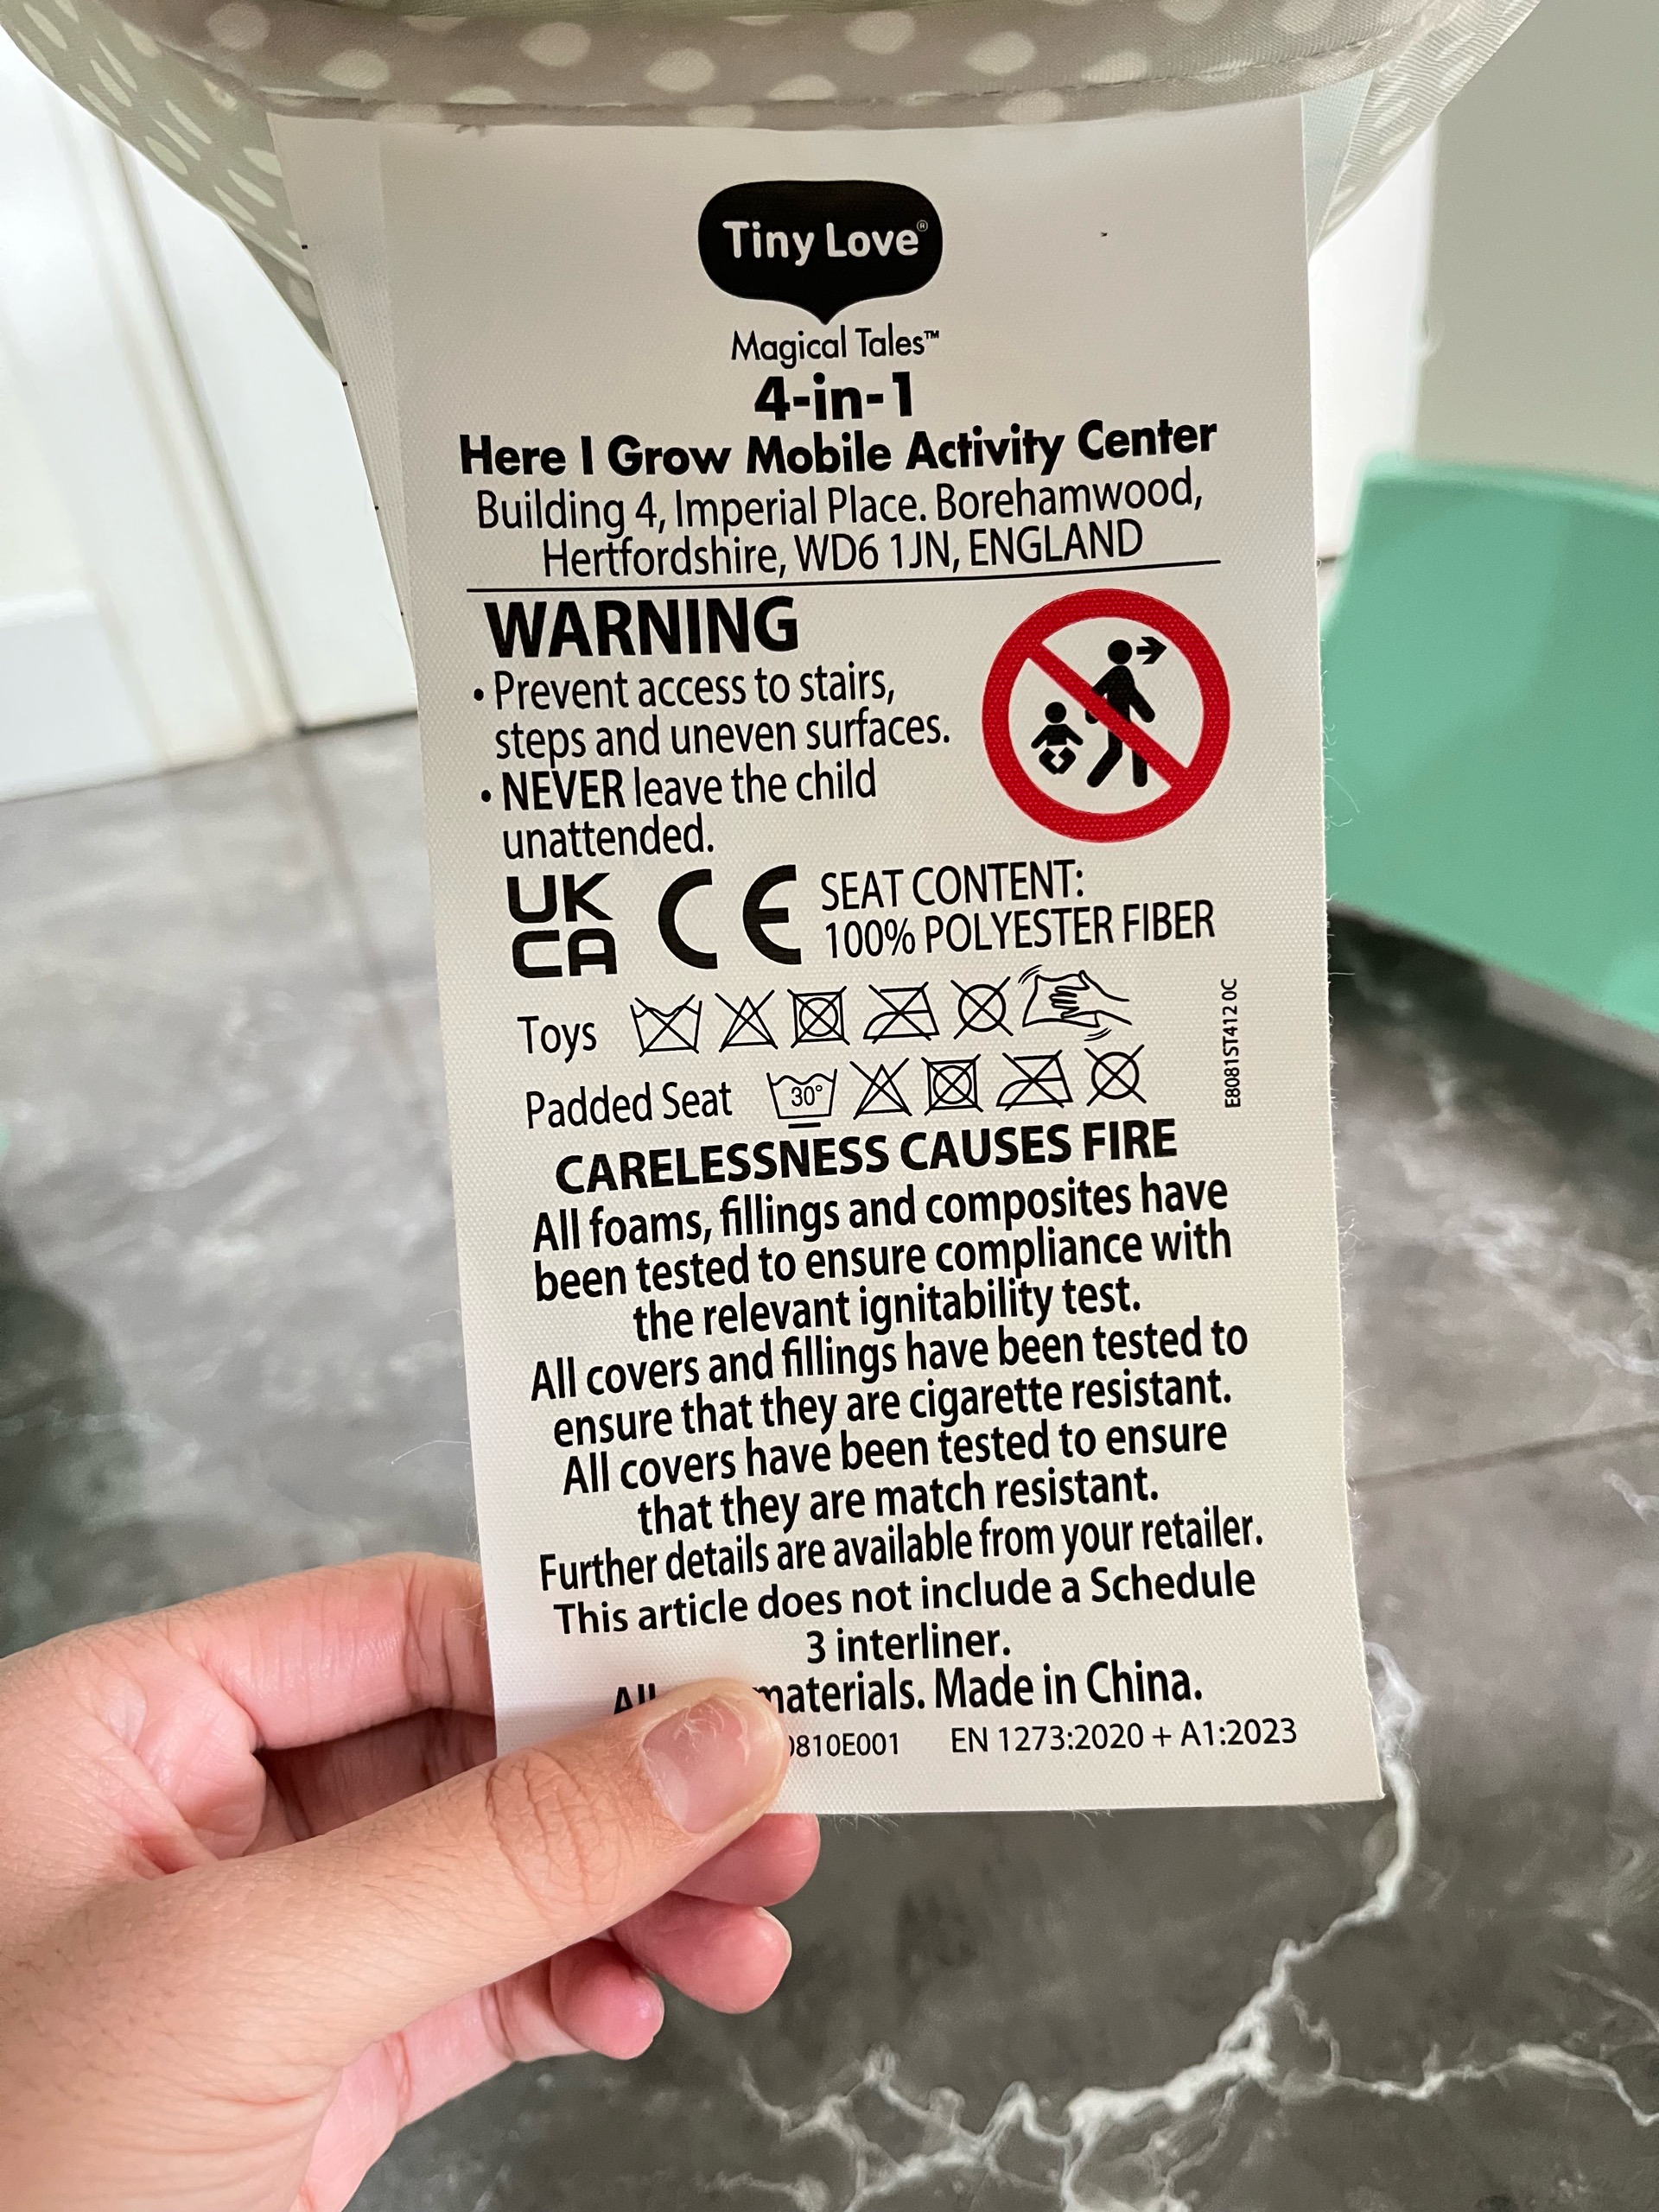 Tiny Love®
Magical Tales™
4-in-1
Here I Grow Mobile Activity Center
Building 4, Imperial Place. Borehamwood,
Hertfordshire, WD6 1JN, ENGLAND
WARNING
• Prevent access to stairs,
steps and uneven surfaces.
• NEVER leave the child
unattended.
UK
CA
CE
SEAT CONTENT:
100% POLYESTER FIBER
Toys
Padded Seat 30°
E8081ST412 0C
CARELESSNESS CAUSES FIRE
All foams, fillings and composites have
been tested to ensure compliance with
the relevant ignitability test.
All covers and fillings have been tested to
ensure that they are cigarette resistant.
All covers have been tested to ensure
that they are match resistant.
Further details are available from your retailer.
This article does not include a Schedule
3 interliner.
All materials. Made in China.
0810E001 EN 1273:2020 + A1:2023